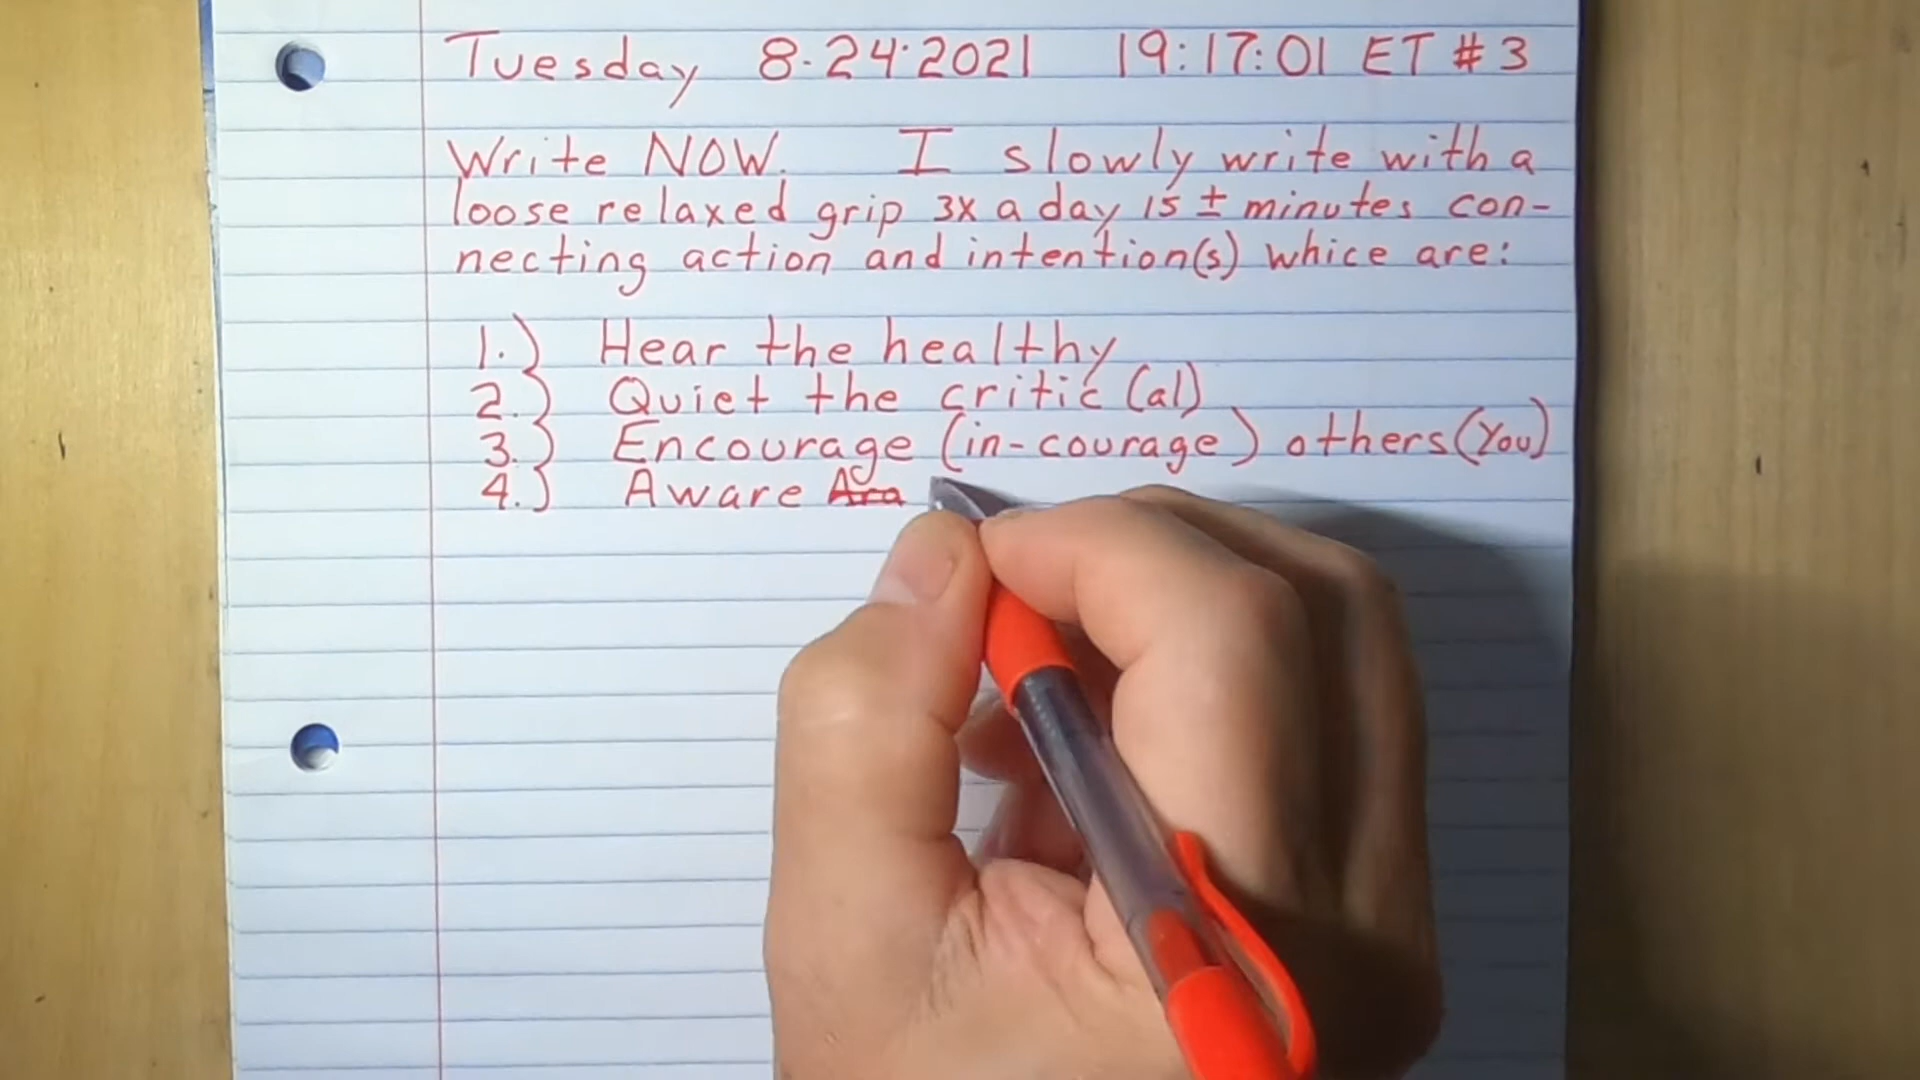 Tuesday 8-24-2021 19:17:01 ET #3
Write NOW. I slowly write with a
loose relaxed grip 3x a day 15 ± minutes con-
necting action and intention(s) whice are:
1.) Hear the healthy
2.) Quiet the critic (al)
3.) Encourage (in-courage) others (You)
4.) Aware